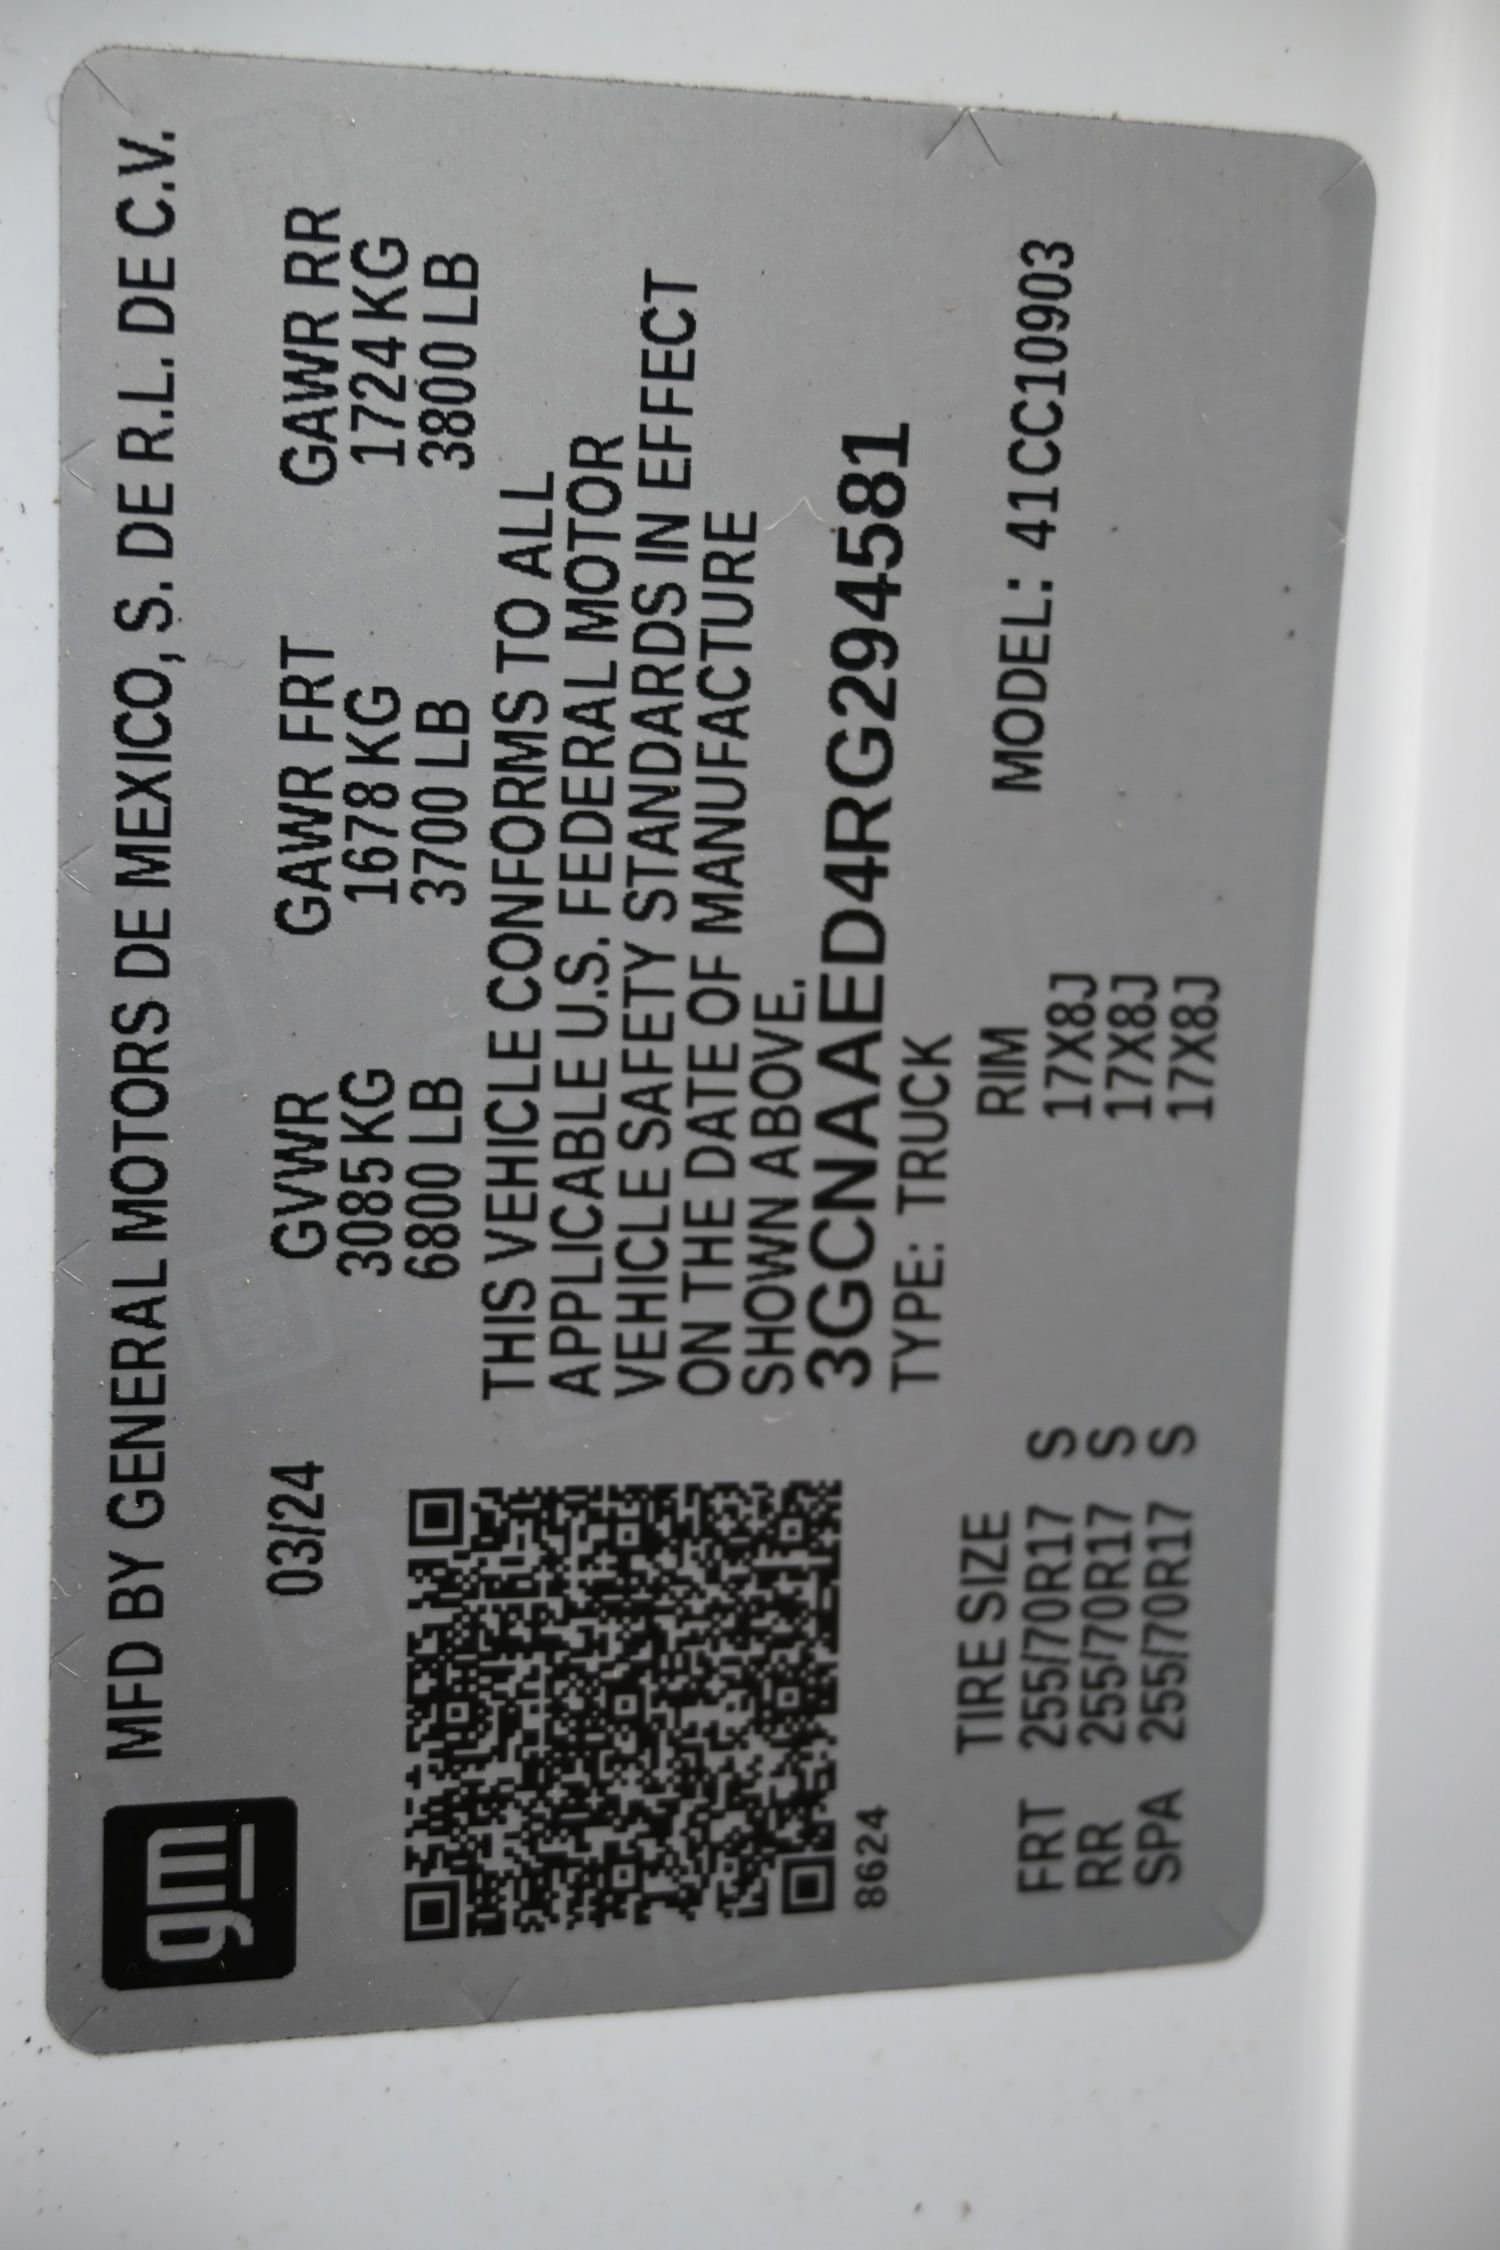 gm
MFD BY GENERAL MOTORS DE MEXICO, S. DE R.L. DE C.V.
03/24 GVWR GAWR FRT GAWR RR
3085 KG 1678 KG 1724 KG
6800 LB 3700 LB 3800 LB
THIS VEHICLE CONFORMS TO ALL
APPLICABLE U.S. FEDERAL MOTOR
VEHICLE SAFETY STANDARDS IN EFFECT
ON THE DATE OF MANUFACTURE
SHOWN ABOVE.
3GCNAAED4RG294581
8624
TYPE: TRUCK
TIRE SIZE RIM MODEL: 41CC10903
FRT 255/70R17 S 17X8J
RR 255/70R17 S 17X8J
SPA 255/70R17 S 17X8J